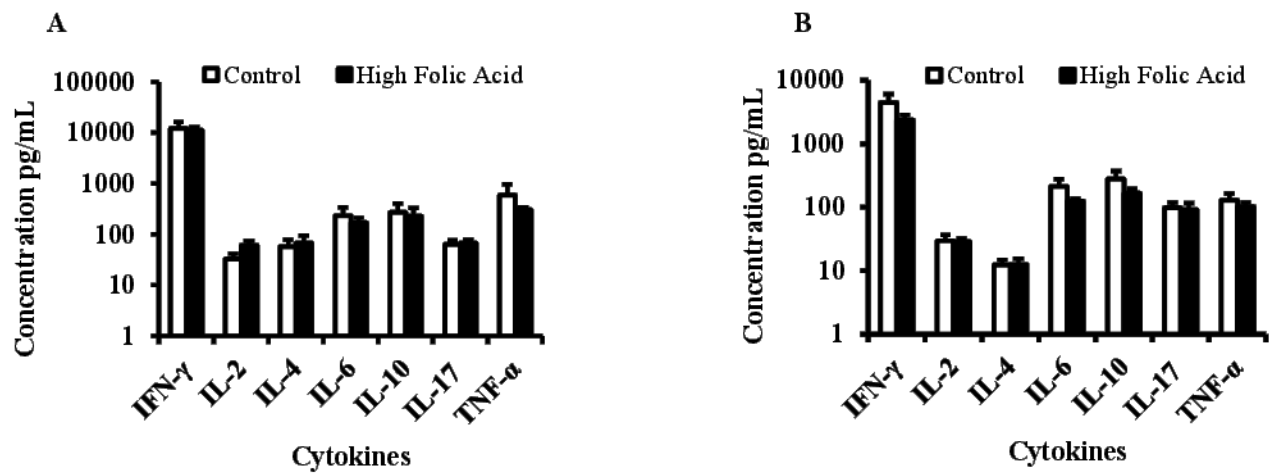 A
Control High Folic Acid
100000
10000
1000
100
10
1
Concentration pg/mL
IFN-γ IL-2 IL-4 IL-6 IL-10 IL-17 TNF-α
Cytokines
B
Control High Folic Acid
10000
1000
100
10
1
Concentration pg/mL
IFN-γ IL-2 IL-4 IL-6 IL-10 IL-17 TNF-α
Cytokines